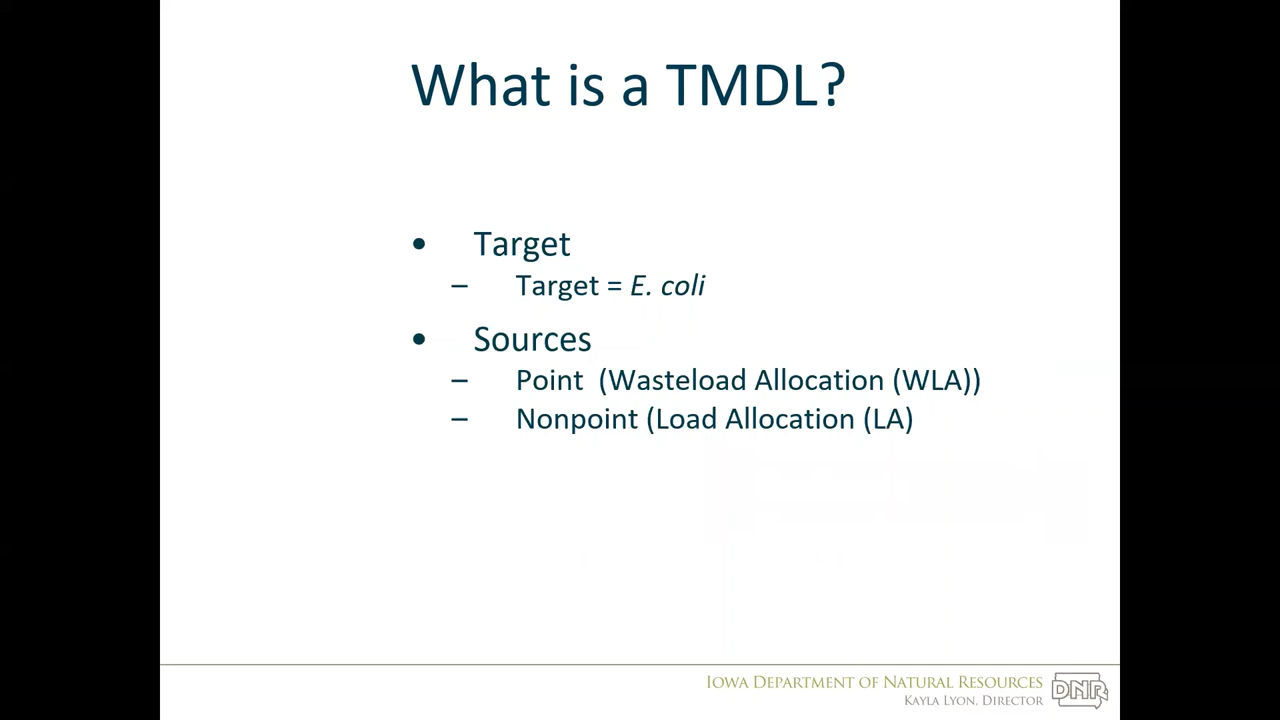 What is a TMDL?
• Target
– Target = E. coli
• Sources
– Point (Wasteload Allocation (WLA))
– Nonpoint (Load Allocation (LA)
Iowa Department of Natural Resources
Kayla Lyon, Director
DNR